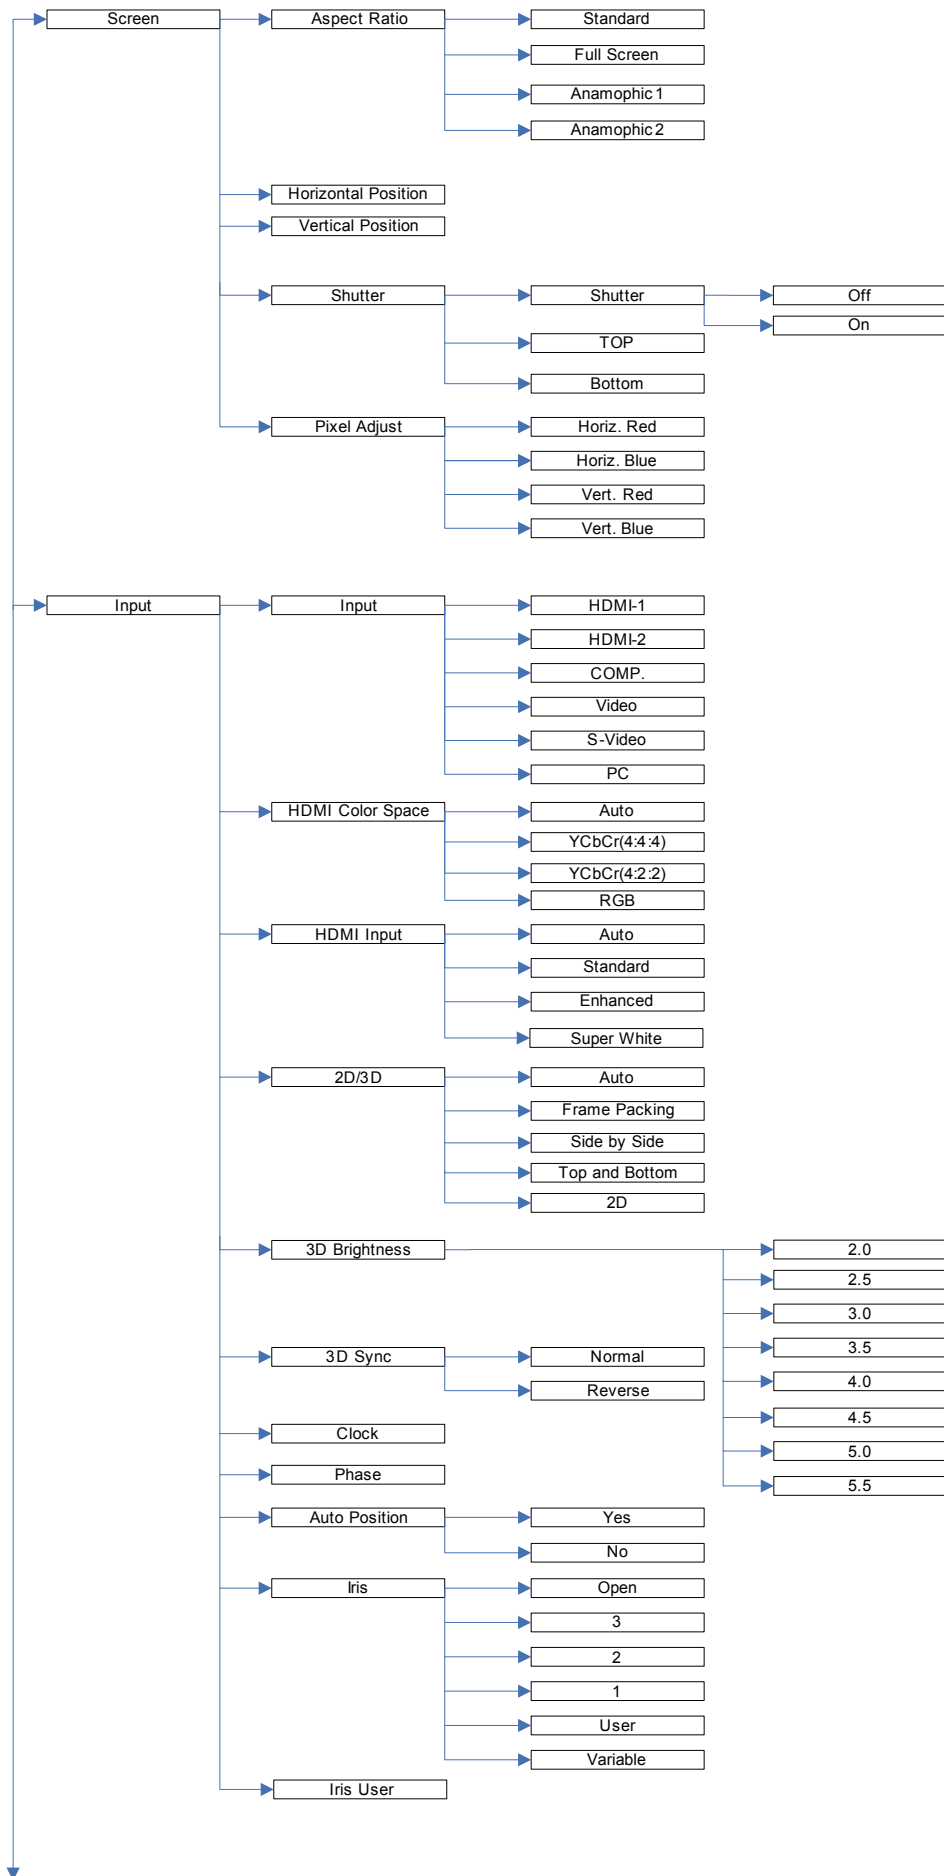 Screen
Aspect Ratio
Standard
Full Screen
Anamophic 1
Anamophic 2
Horizontal Position
Vertical Position
Shutter
Shutter
Off
On
TOP
Bottom
Pixel Adjust
Horiz. Red
Horiz. Blue
Vert. Red
Vert. Blue
Input
Input
HDMI-1
HDMI-2
COMP.
Video
S-Video
PC
HDMI Color Space
Auto
YCbCr(4:4:4)
YCbCr(4:2:2)
RGB
HDMI Input
Auto
Standard
Enhanced
Super White
2D/3D
Auto
Frame Packing
Side by Side
Top and Bottom
2D
3D Brightness
2.0
2.5
3.0
3.5
4.0
4.5
5.0
5.5
3D Sync
Normal
Reverse
Clock
Phase
Auto Position
Yes
No
Iris
Open
3
2
1
User
Variable
Iris User